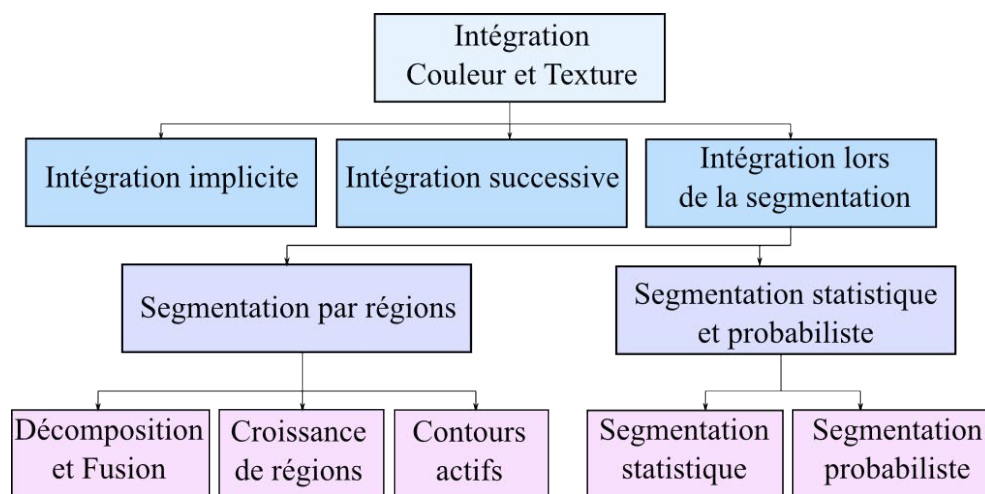 Intégration
Couleur et Texture
Intégration implicite
Intégration successive
Intégration lors
de la segmentation
Segmentation par régions
Segmentation statistique
et probabiliste
Décomposition
et Fusion
Croissance
de régions
Contours
actifs
Segmentation
statistique
Segmentation
probabiliste